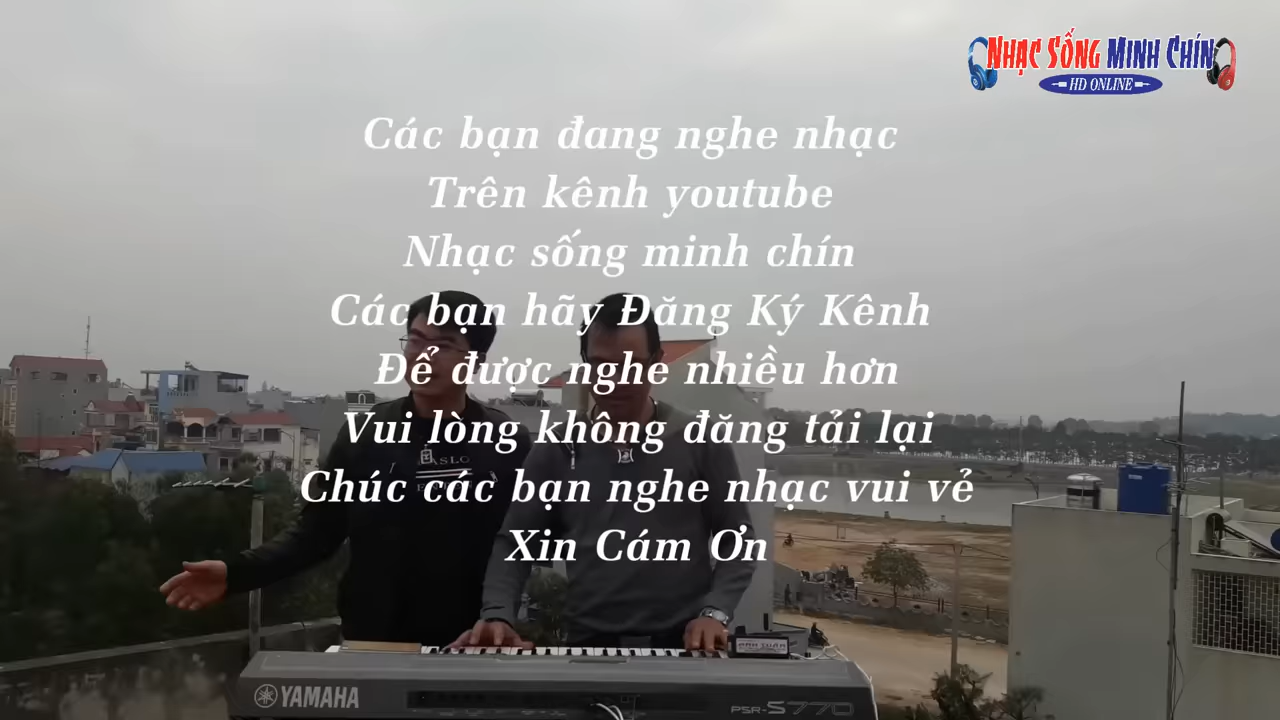 NHẠC SỐNG MINH CHÍN
HD ONLINE
Các bạn đang nghe nhạc
Trên kênh youtube
Nhạc sống minh chín
Các bạn hãy Đăng Ký Kênh
Để được nghe nhiều hơn
Vui lòng không đăng tải lại
Chúc các bạn nghe nhạc vui vẻ
Xin Cám Ơn
YAMAHA
PSR-S770